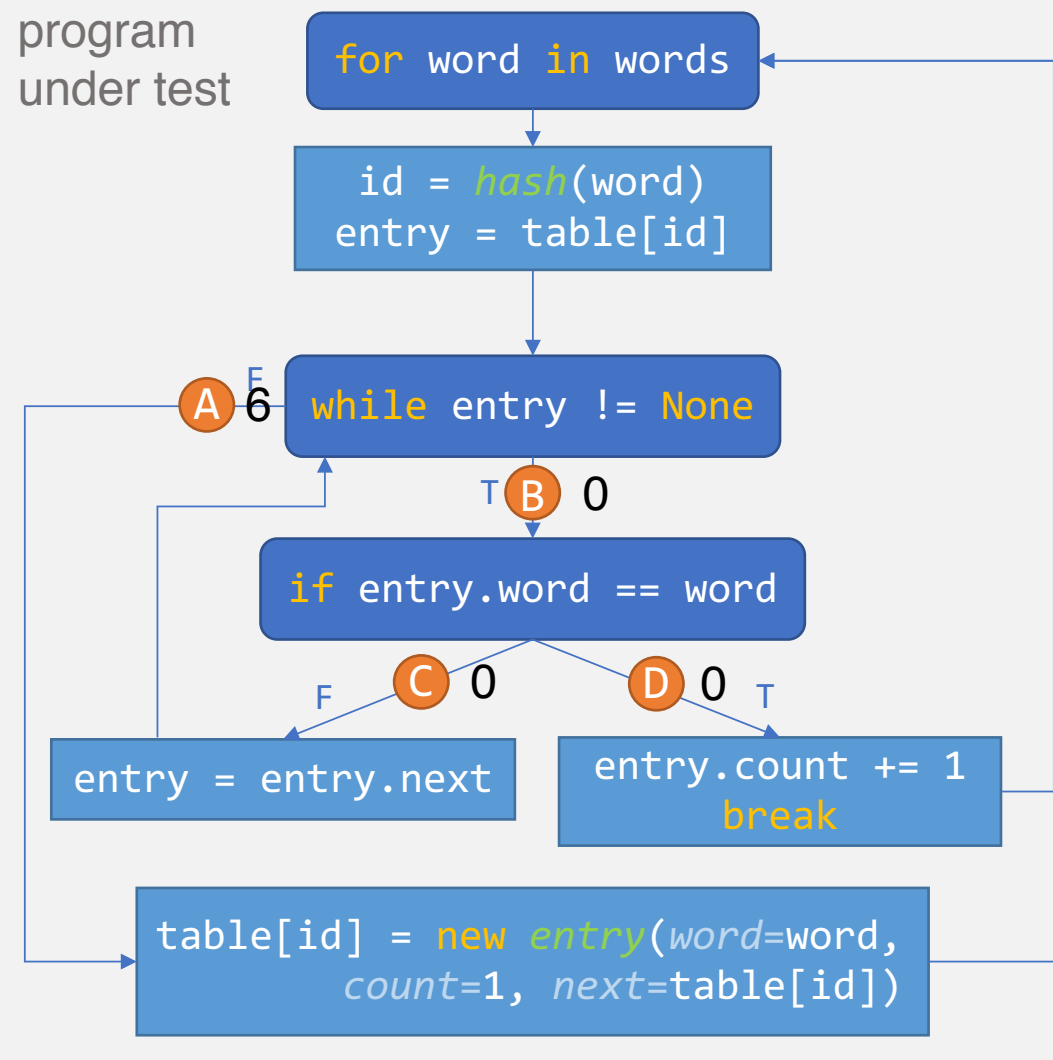 program
under test
for word in words
id = hash(word)
entry = table[id]
F
A 6
while entry != None
T B 0
if entry.word == word
F C 0
D 0 T
entry = entry.next
entry.count += 1
break
table[id] = new entry(word=word,
count=1, next=table[id])